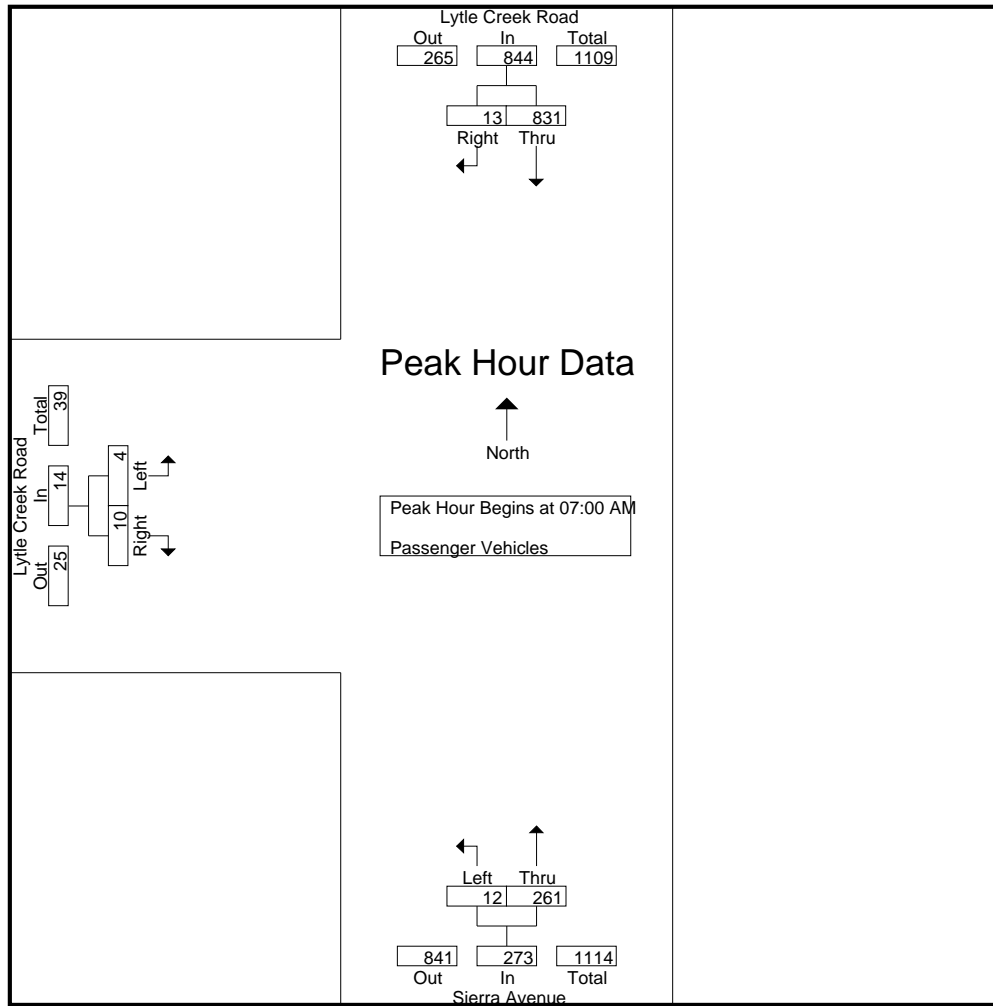 Lytle Creek Road
Out In Total
265 844 1109
13 831
Right Thru
Peak Hour Data
North
Peak Hour Begins at 07:00 AM
Passenger Vehicles
Lytle Creek Road
Out In Total
25 14 39
10 4
Right Left
Left Thru
12 261
841 273 1114
Out In Total
Sierra Avenue